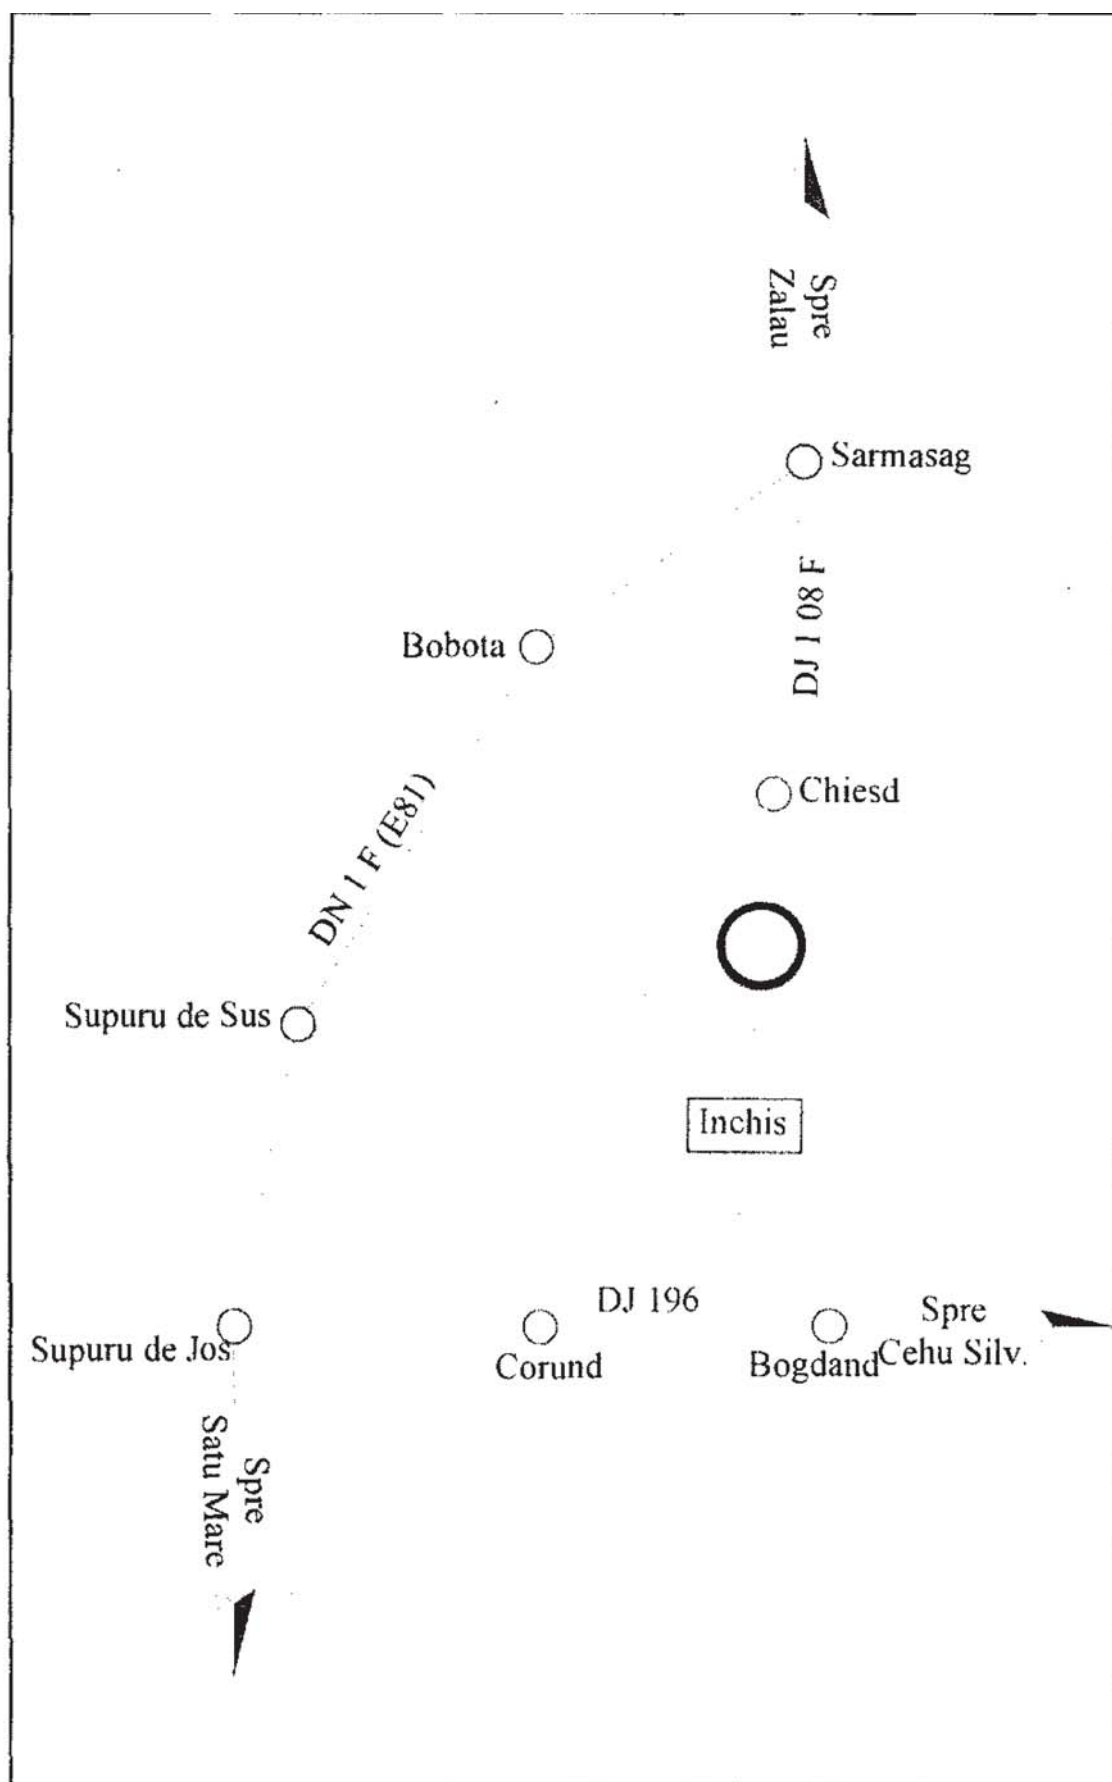 Spre
Zalau
Sarmasag
DJ 1 08 F
Bobota
Chiesd
DN 1 F (E81)
Supuru de Sus
Inchis
DJ 196
Spre
Cehu Silv.
Supuru de Jos
Corund
Bogdand
Spre
Satu Mare